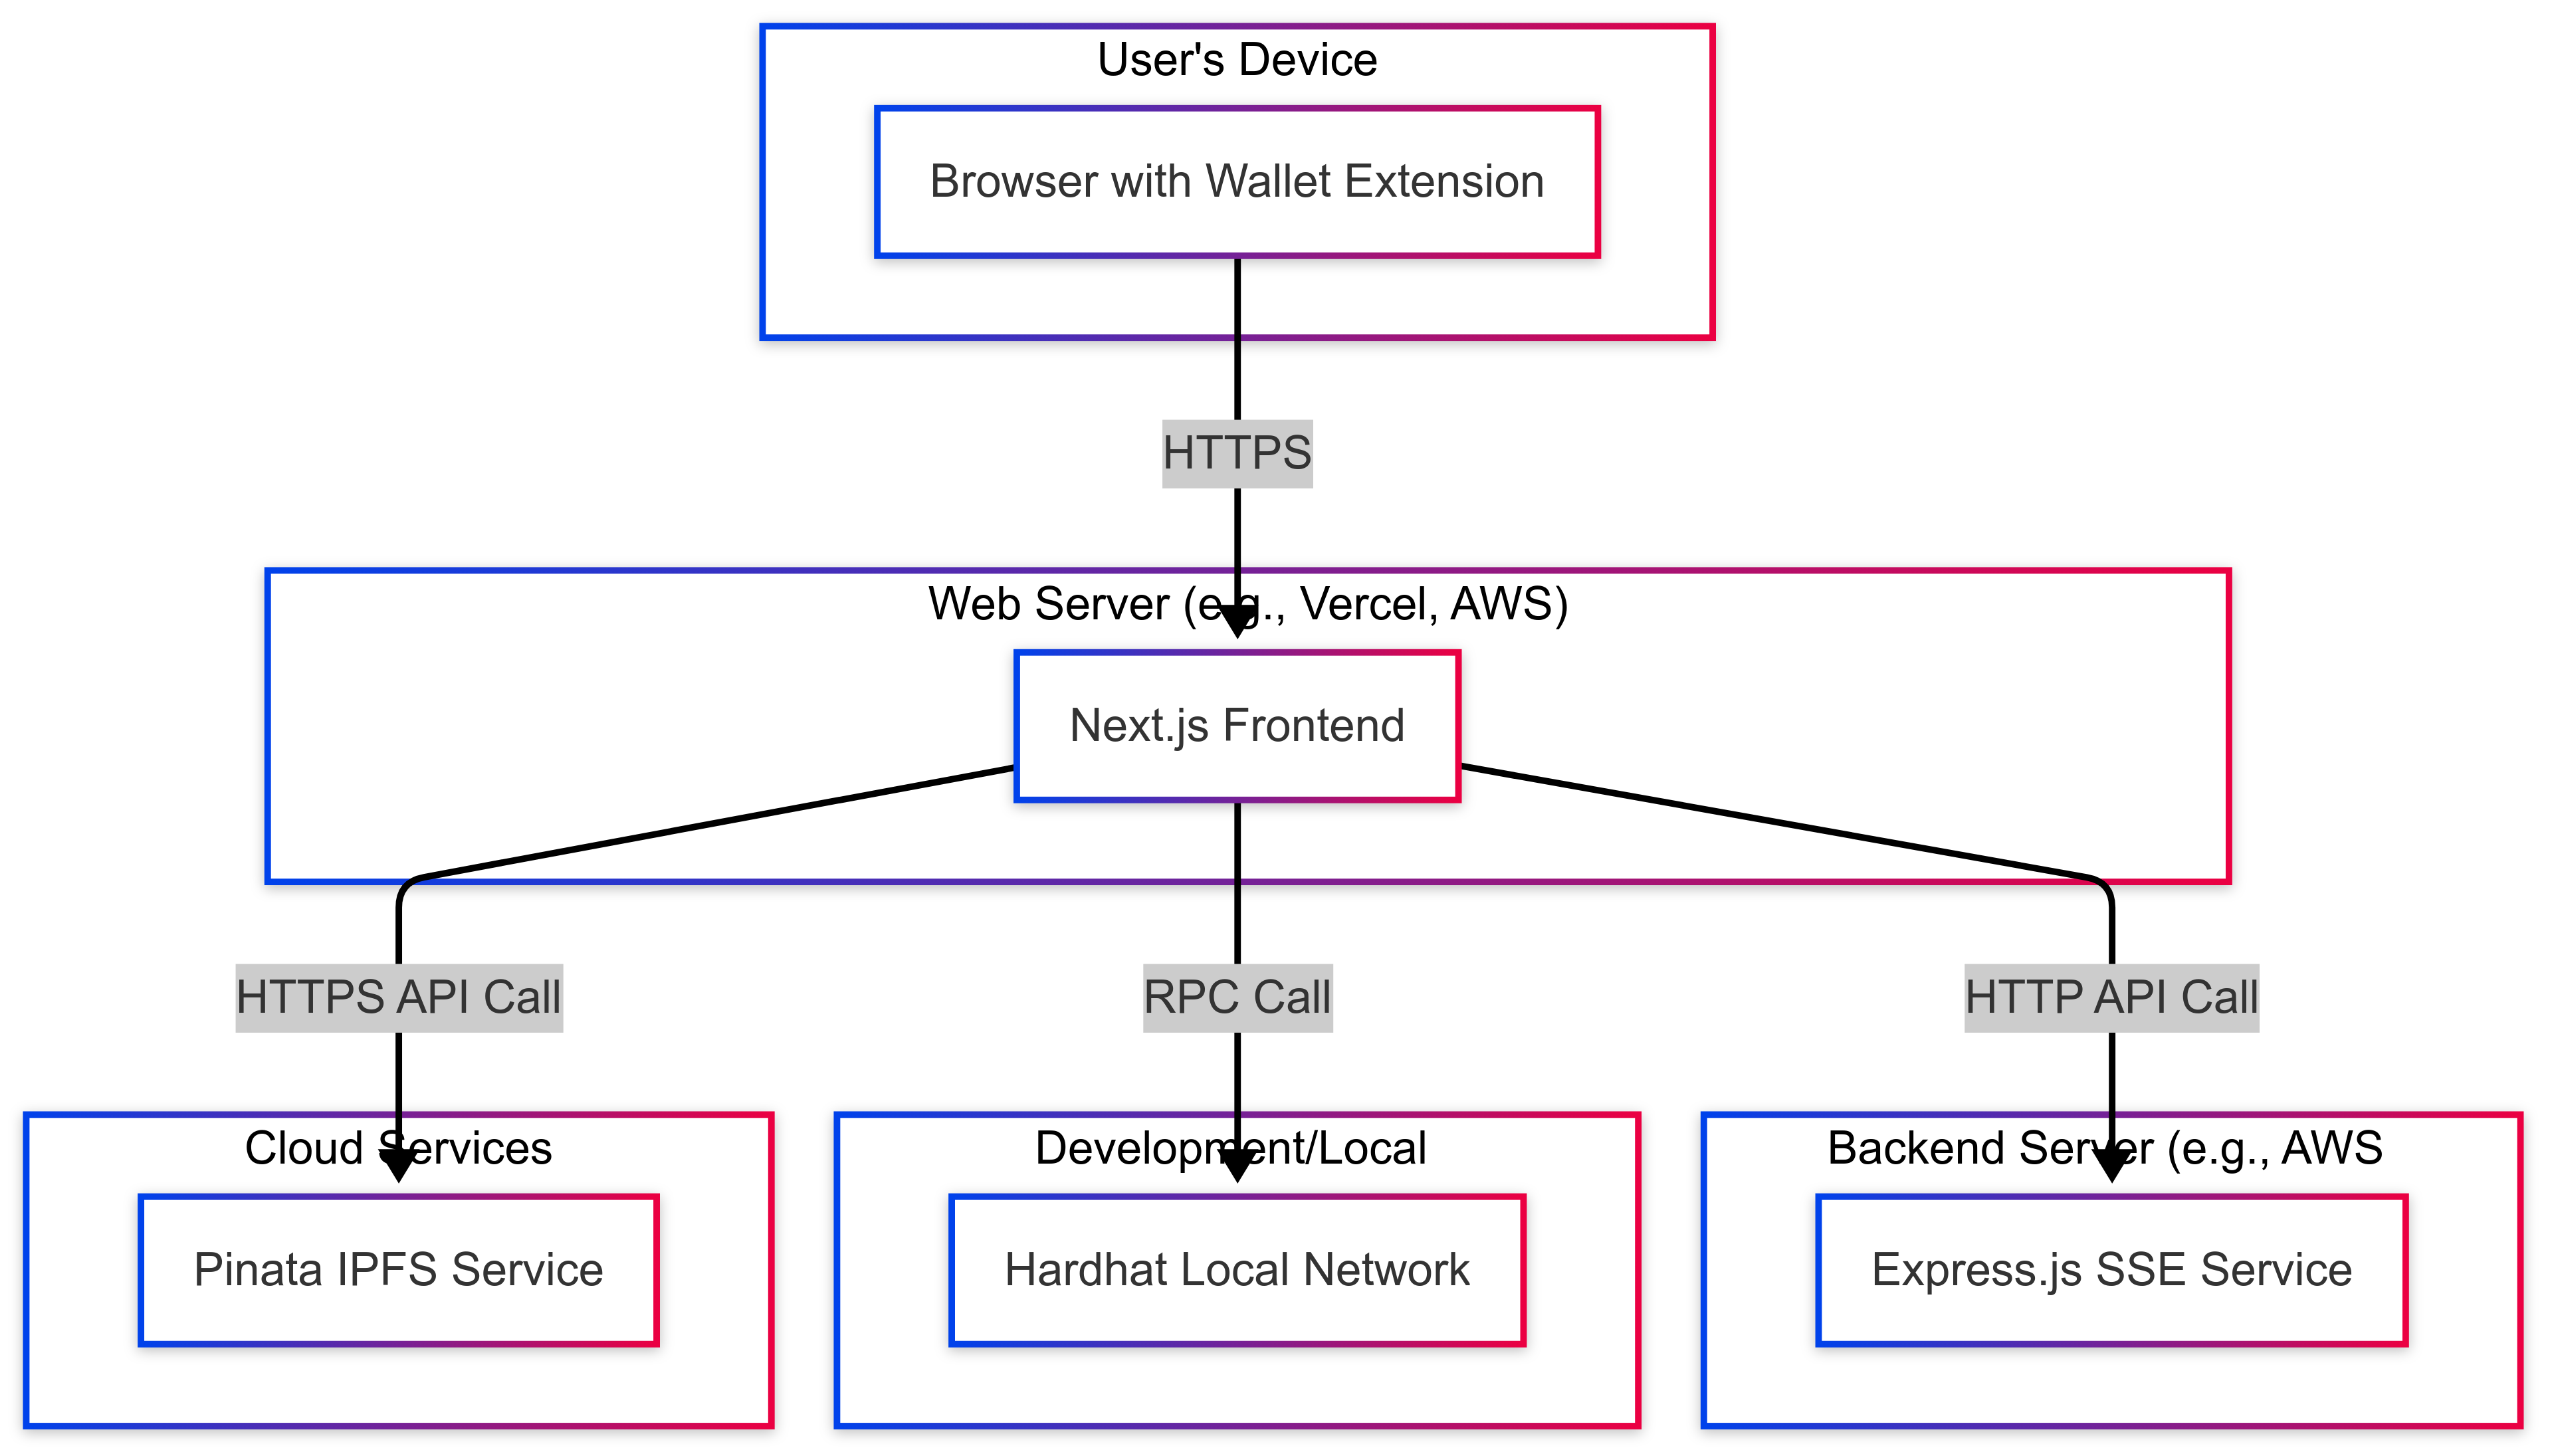 User's Device
Browser with Wallet Extension
HTTPS
Web Server (e.g., Vercel, AWS)
Next.js Frontend
HTTPS API Call
RPC Call
HTTP API Call
Cloud Services
Development/Local
Backend Server (e.g., AWS
Pinata IPFS Service
Hardhat Local Network
Express.js SSE Service